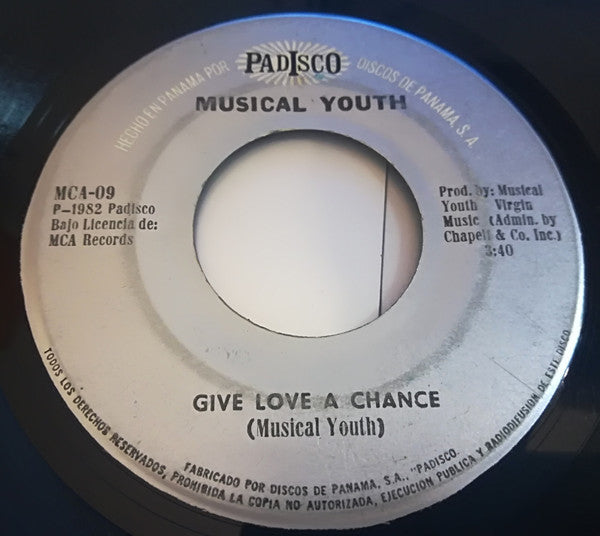 HECHO EN PANAMA POR PADISCO DISCOS DE PANAMA, S.A.
MUSICAL YOUTH
MCA-09
P-1982 Padisco
Bajo Licencia de:
MCA Records
Prod. by: Musical
Youth Virgin
Music (Admin. by
Chapell & Co. Inc.)
3:40
GIVE LOVE A CHANCE
(Musical Youth)
FABRICADO POR DISCOS DE PANAMA, S.A., "PADISCO.
TODOS LOS DERECHOS RESERVADOS, PROHIBIDA LA COPIA NO AUTORIZADA, EJECUCION PUBLICA Y RADIODIFUSION DE ESTE DISCO